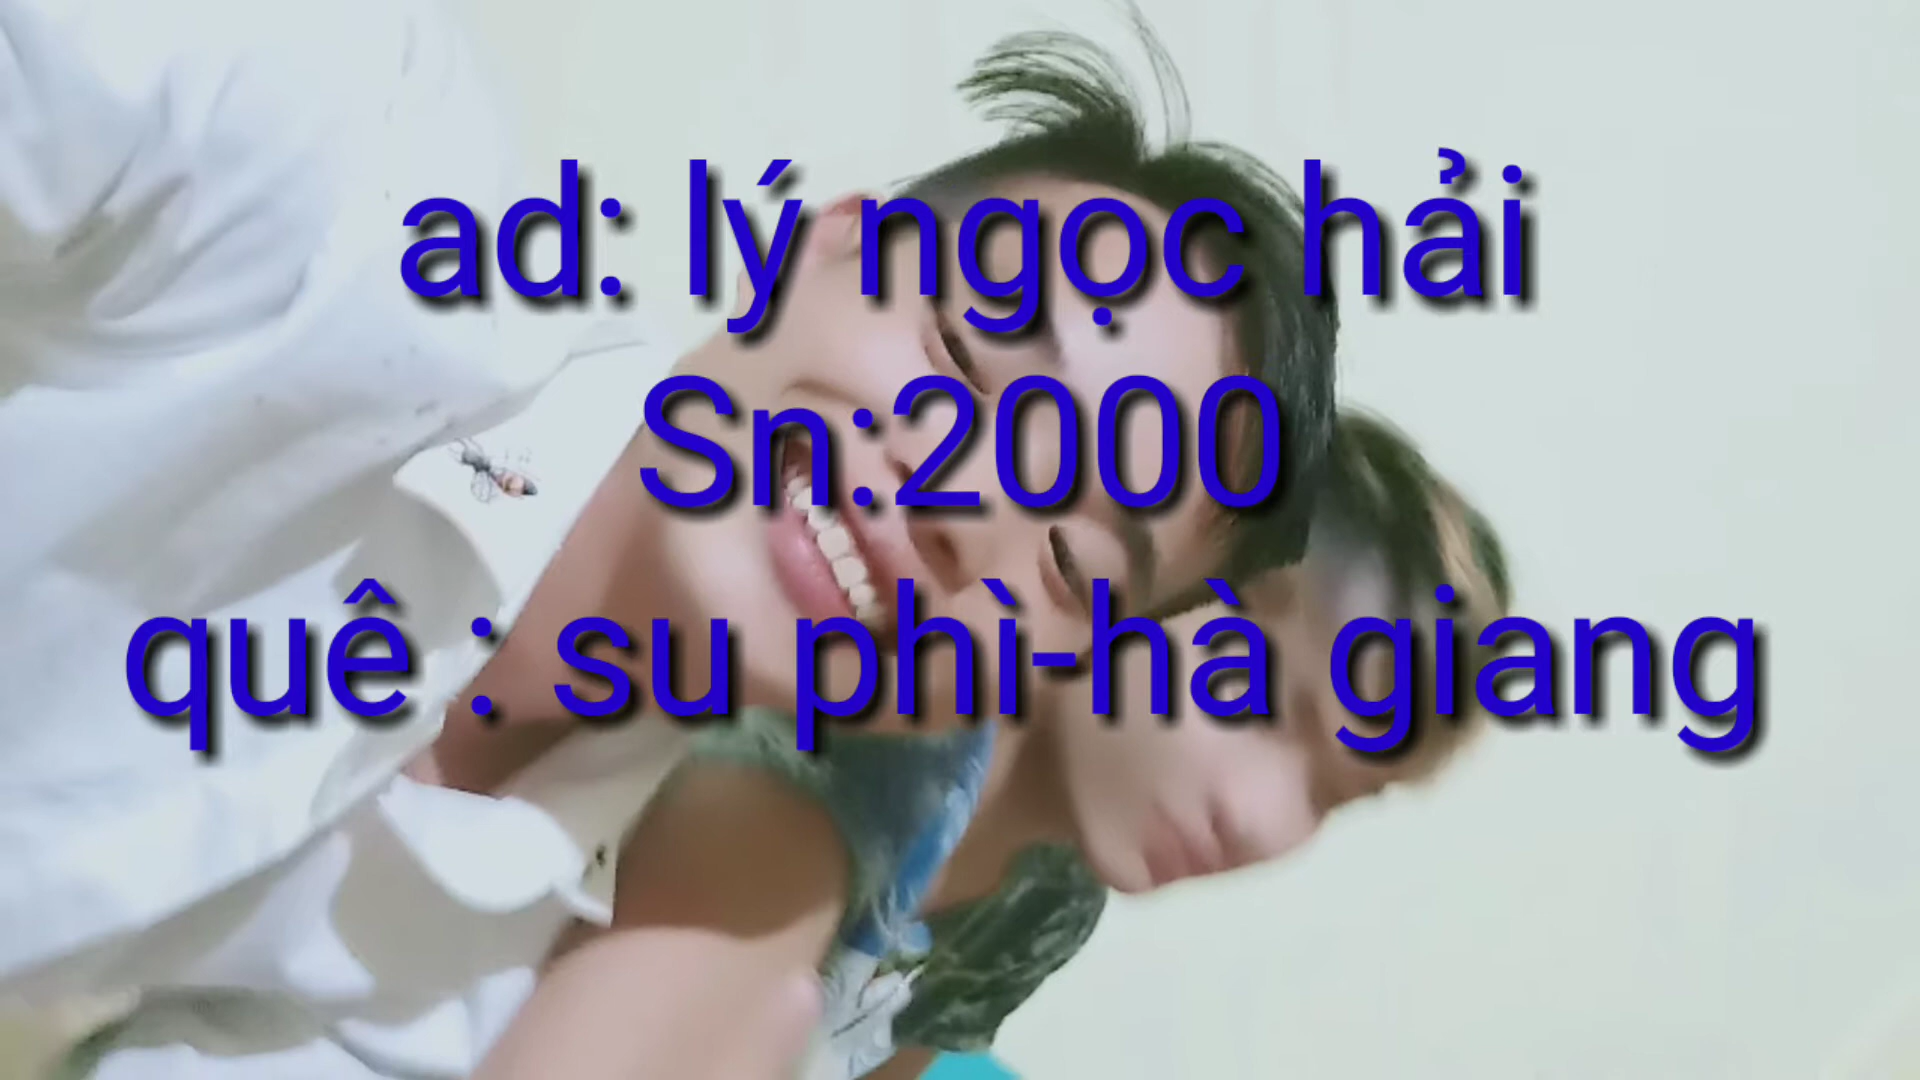 ad: lý ngọc hải
Sn:2000
quê : su phì-hà giang